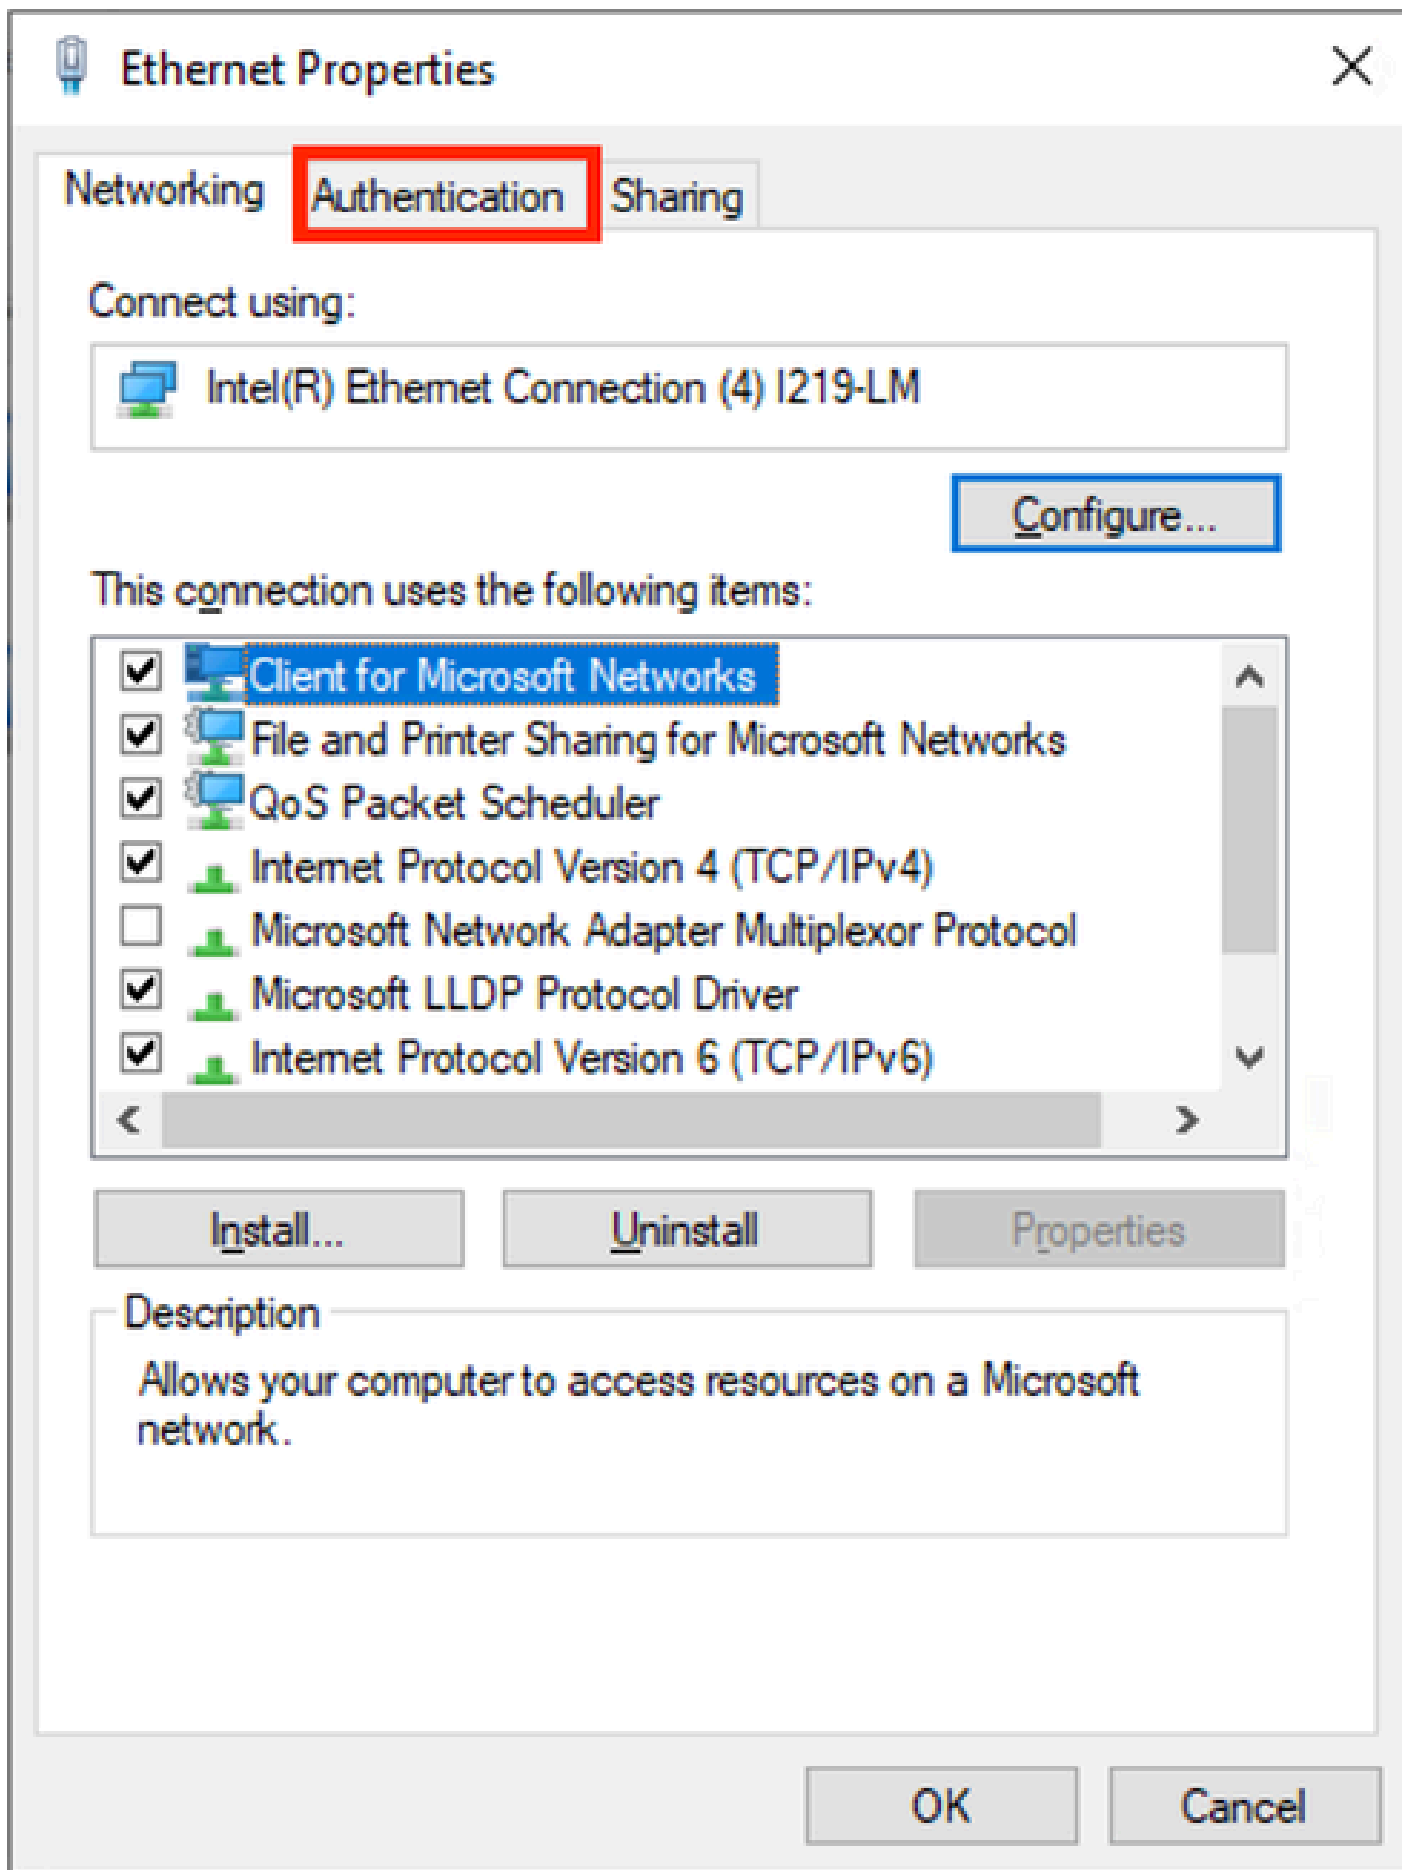 Ethernet Properties
Networking
Authentication
Sharing
Connect using:
Intel(R) Ethernet Connection (4) I219-LM
Configure...
This connection uses the following items:
Client for Microsoft Networks
File and Printer Sharing for Microsoft Networks
QoS Packet Scheduler
Internet Protocol Version 4 (TCP/IPv4)
Microsoft Network Adapter Multiplexor Protocol
Microsoft LLDP Protocol Driver
Internet Protocol Version 6 (TCP/IPv6)
Install...
Uninstall
Properties
Description
Allows your computer to access resources on a Microsoft
network.
OK
Cancel